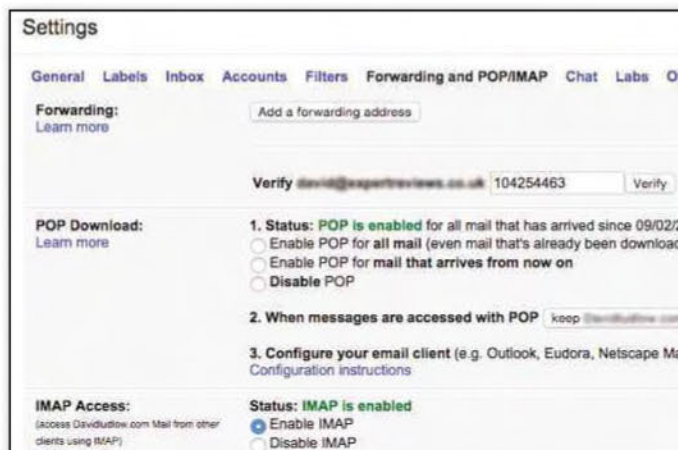 Settings
General Labels Inbox Accounts Filters Forwarding and POP/IMAP Chat Labs O
Forwarding: Add a forwarding address
Learn more
Verify 104254463 Verify
POP Download: 1. Status: POP is enabled for all mail that has arrived since 09/02/2
Learn more Enable POP for all mail (even mail that's already been downloac
Enable POP for mail that arrives from now on
Disable POP
2. When messages are accessed with POP keep
3. Configure your email client (e.g. Outlook, Eudora, Netscape Ma
Configuration instructions
IMAP Access: Status: IMAP is enabled
(access Davidludlow.com Mail from other Enable IMAP
clients using IMAP) Disable IMAP